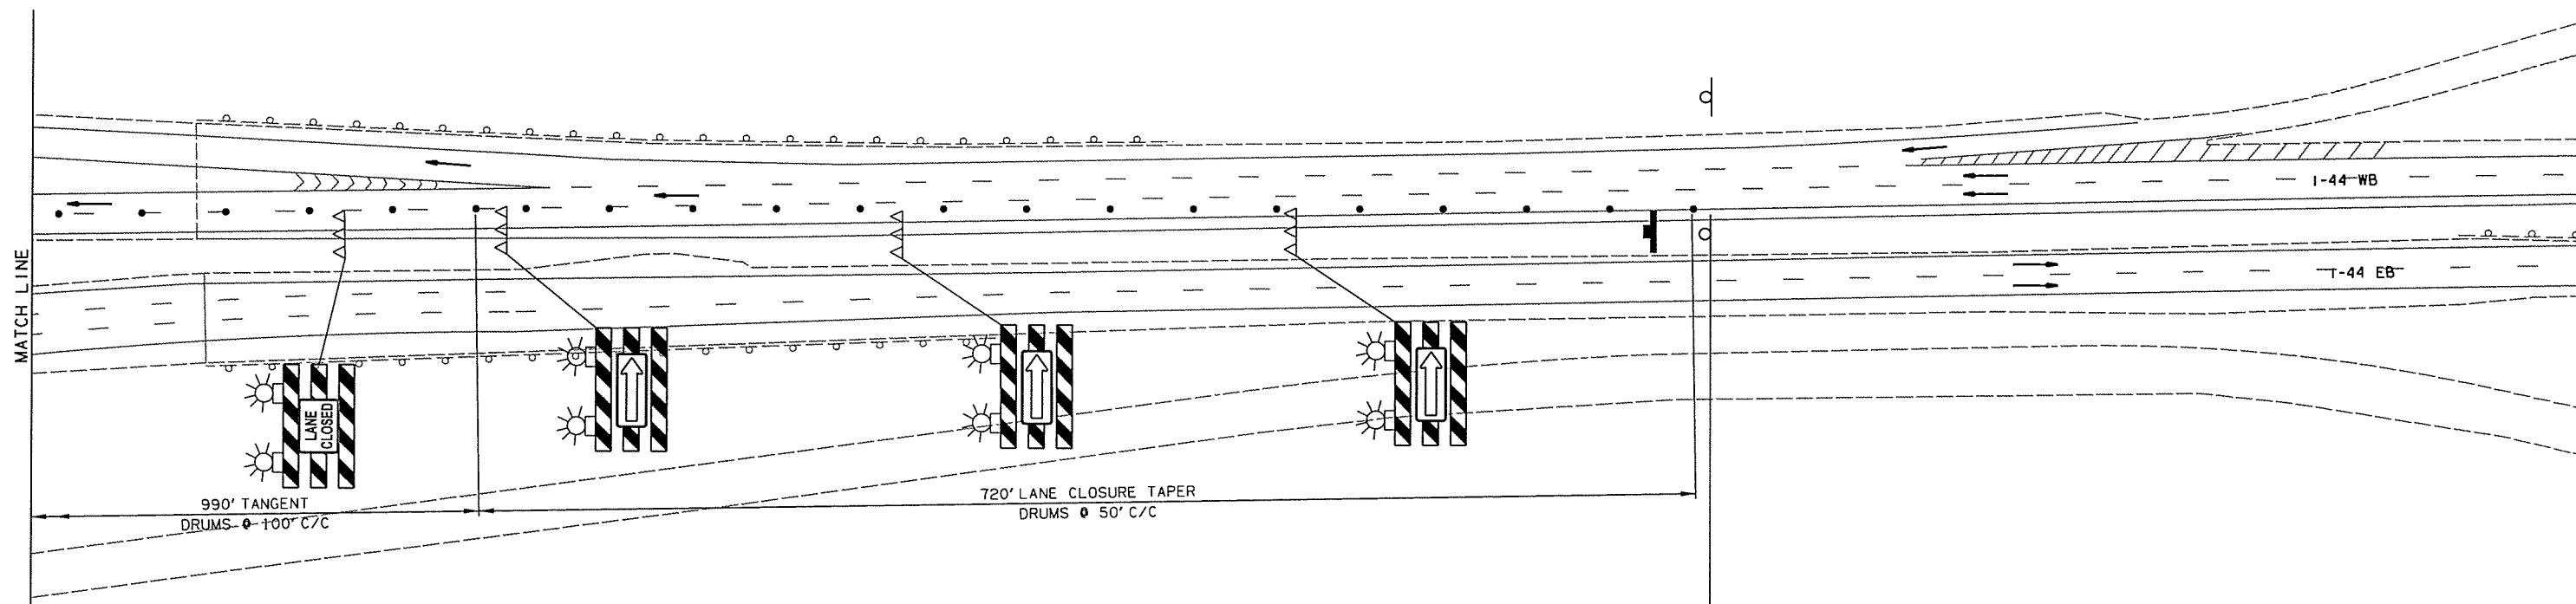 I-44 WB
I-44 EB
MATCH LINE
LANE
CLOSED
990' TANGENT
DRUMS @ 100' C/C
720' LANE CLOSURE TAPER
DRUMS @ 50' C/C